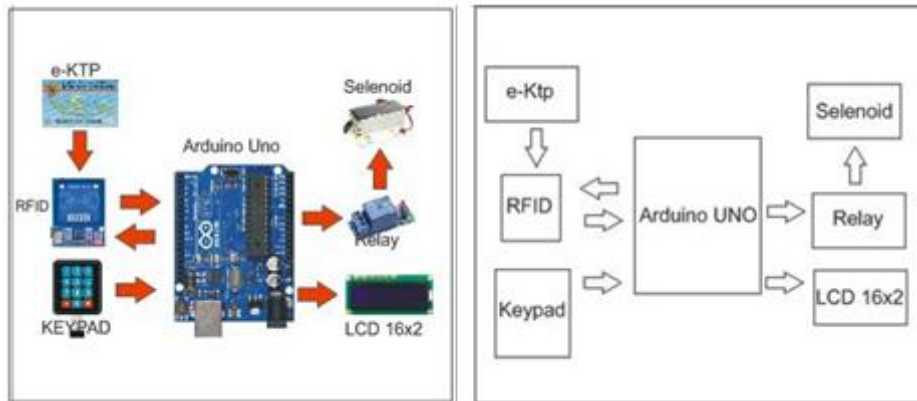 e-KTP
Selenoid
Arduino Uno
RFID
Relay
KEYPAD
LCD 16x2
e-Ktp
Selenoid
RFID
Arduino UNO
Relay
Keypad
LCD 16x2